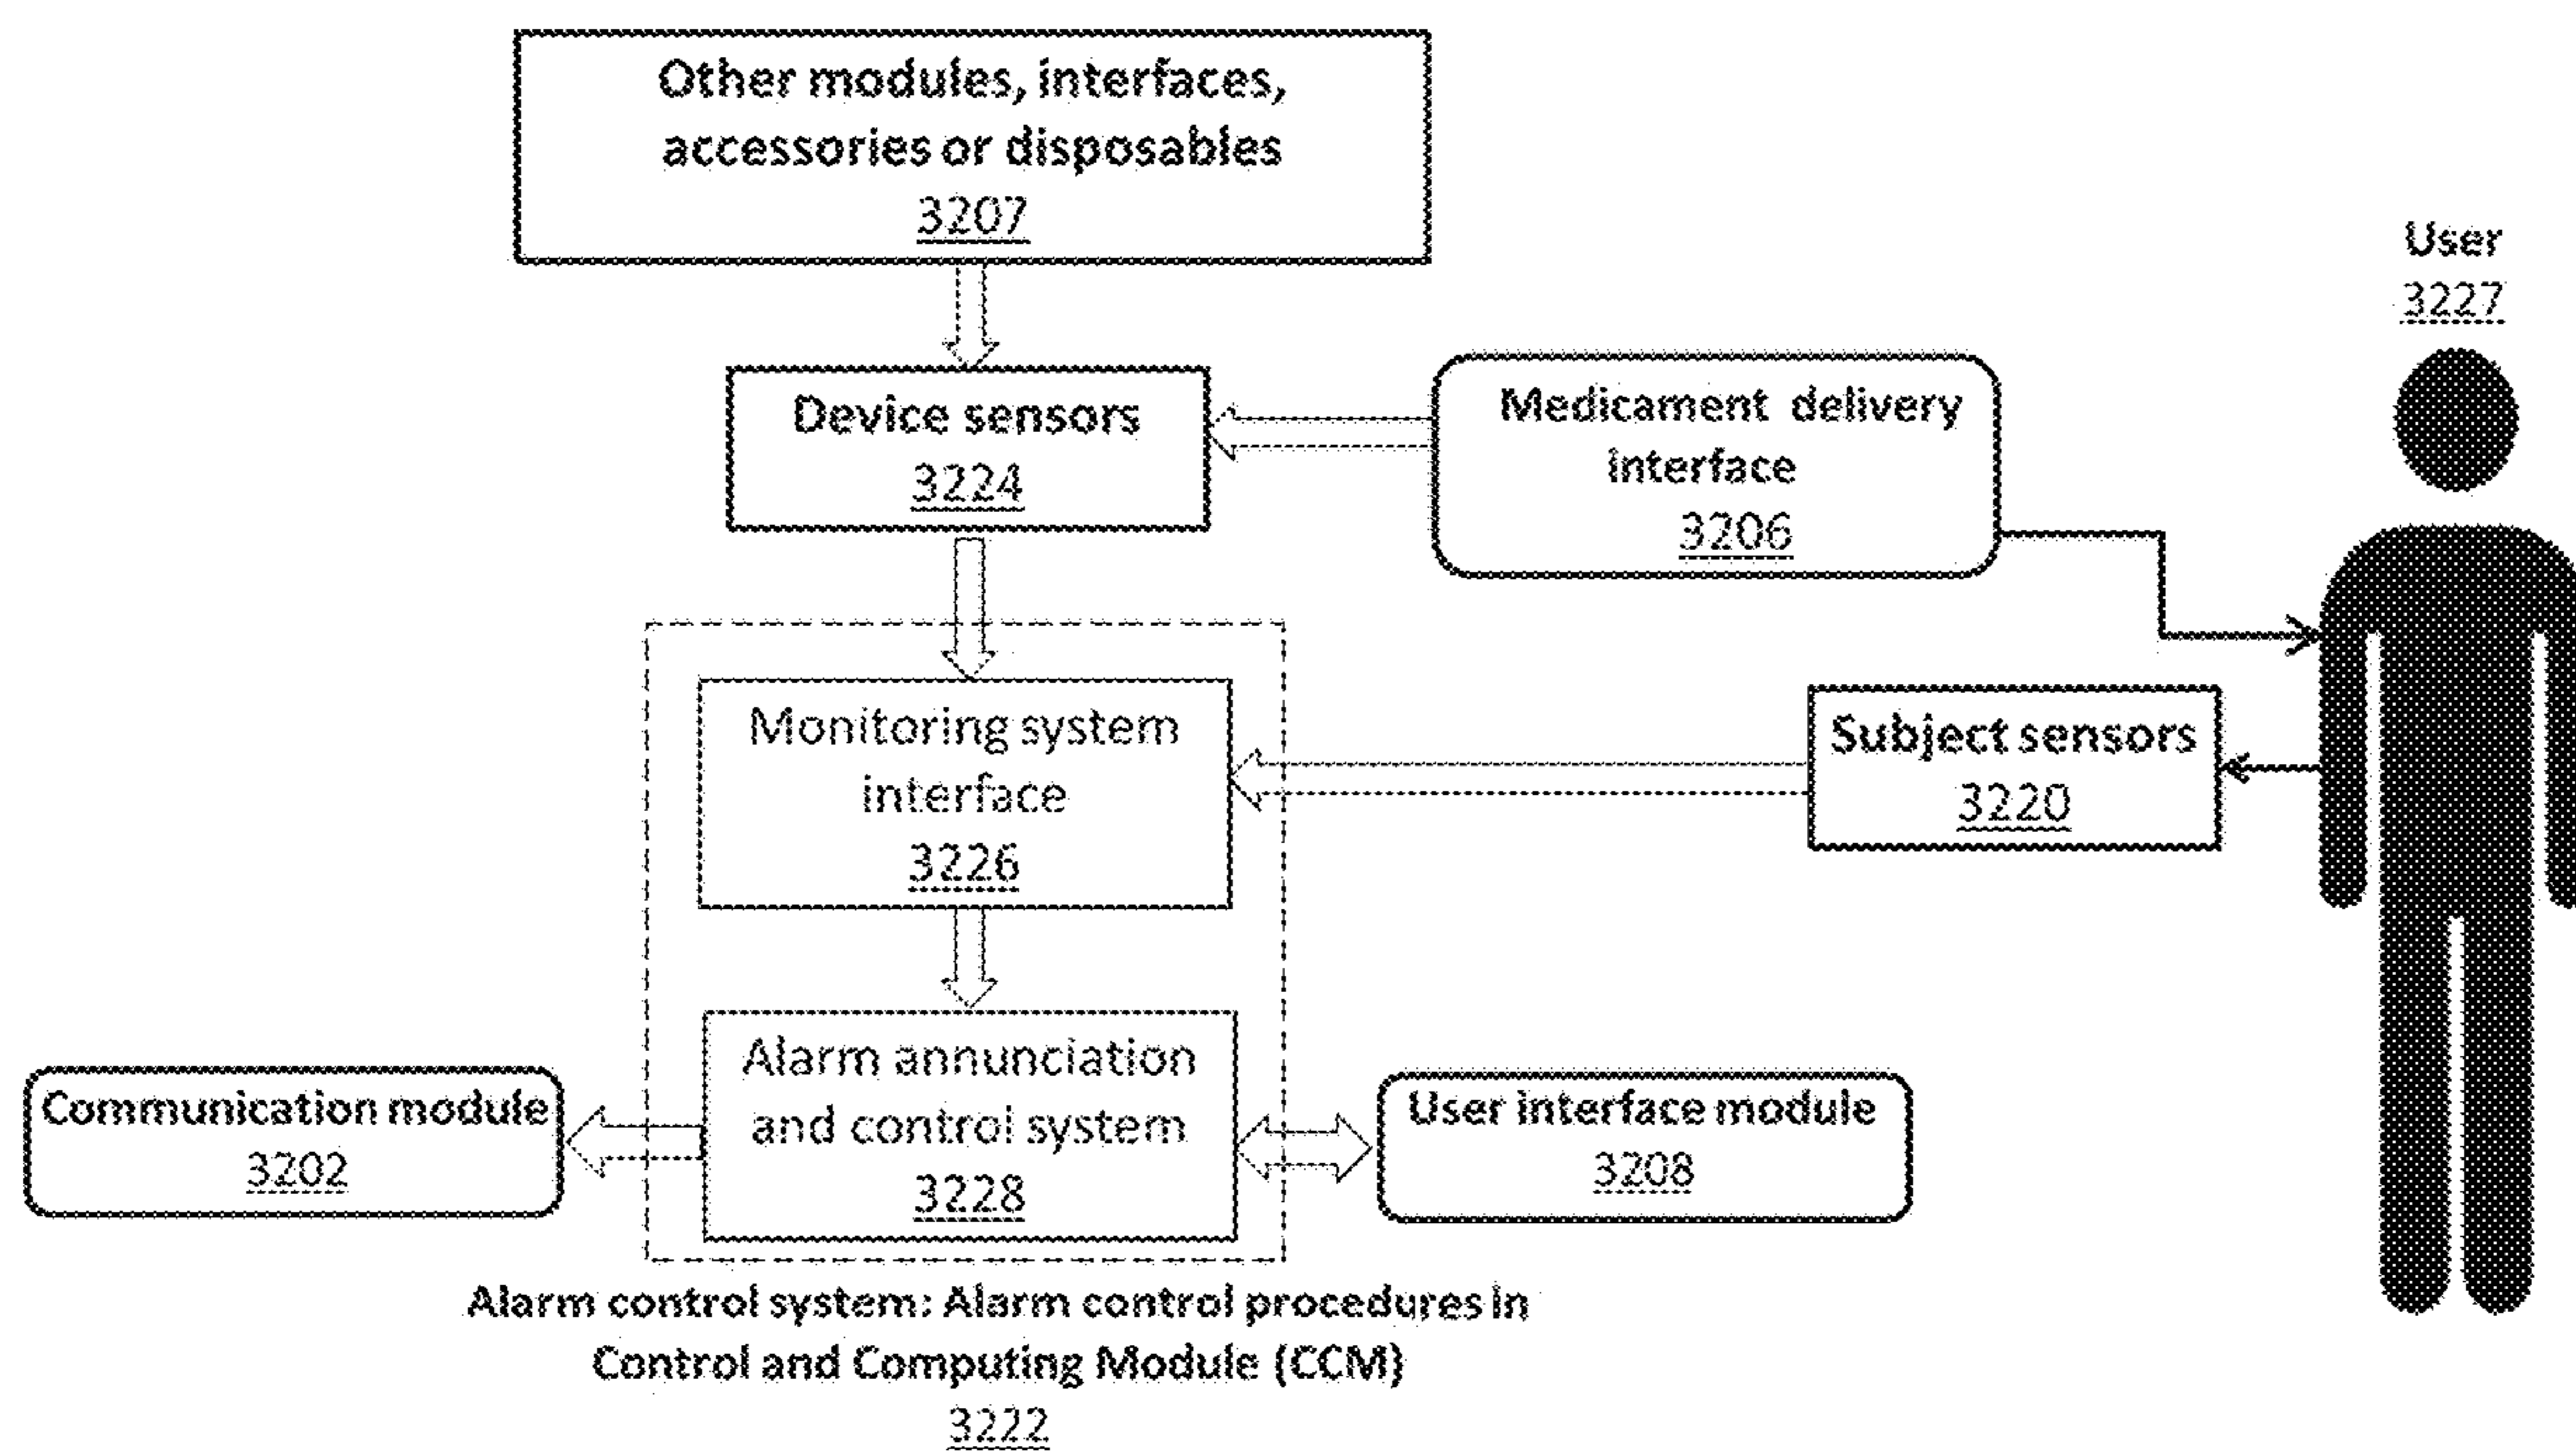 Other modules, interfaces,
accessories or disposables
3207
User
3227
Device sensors
3224
Medicament delivery
interface
3206
Monitoring system
interface
3226
Subject sensors
3220
Alarm annunciation
and control system
3228
Communication module
3202
User interface module
3208
Alarm control system: Alarm control procedures in
Control and Computing Module (CCM)
3222